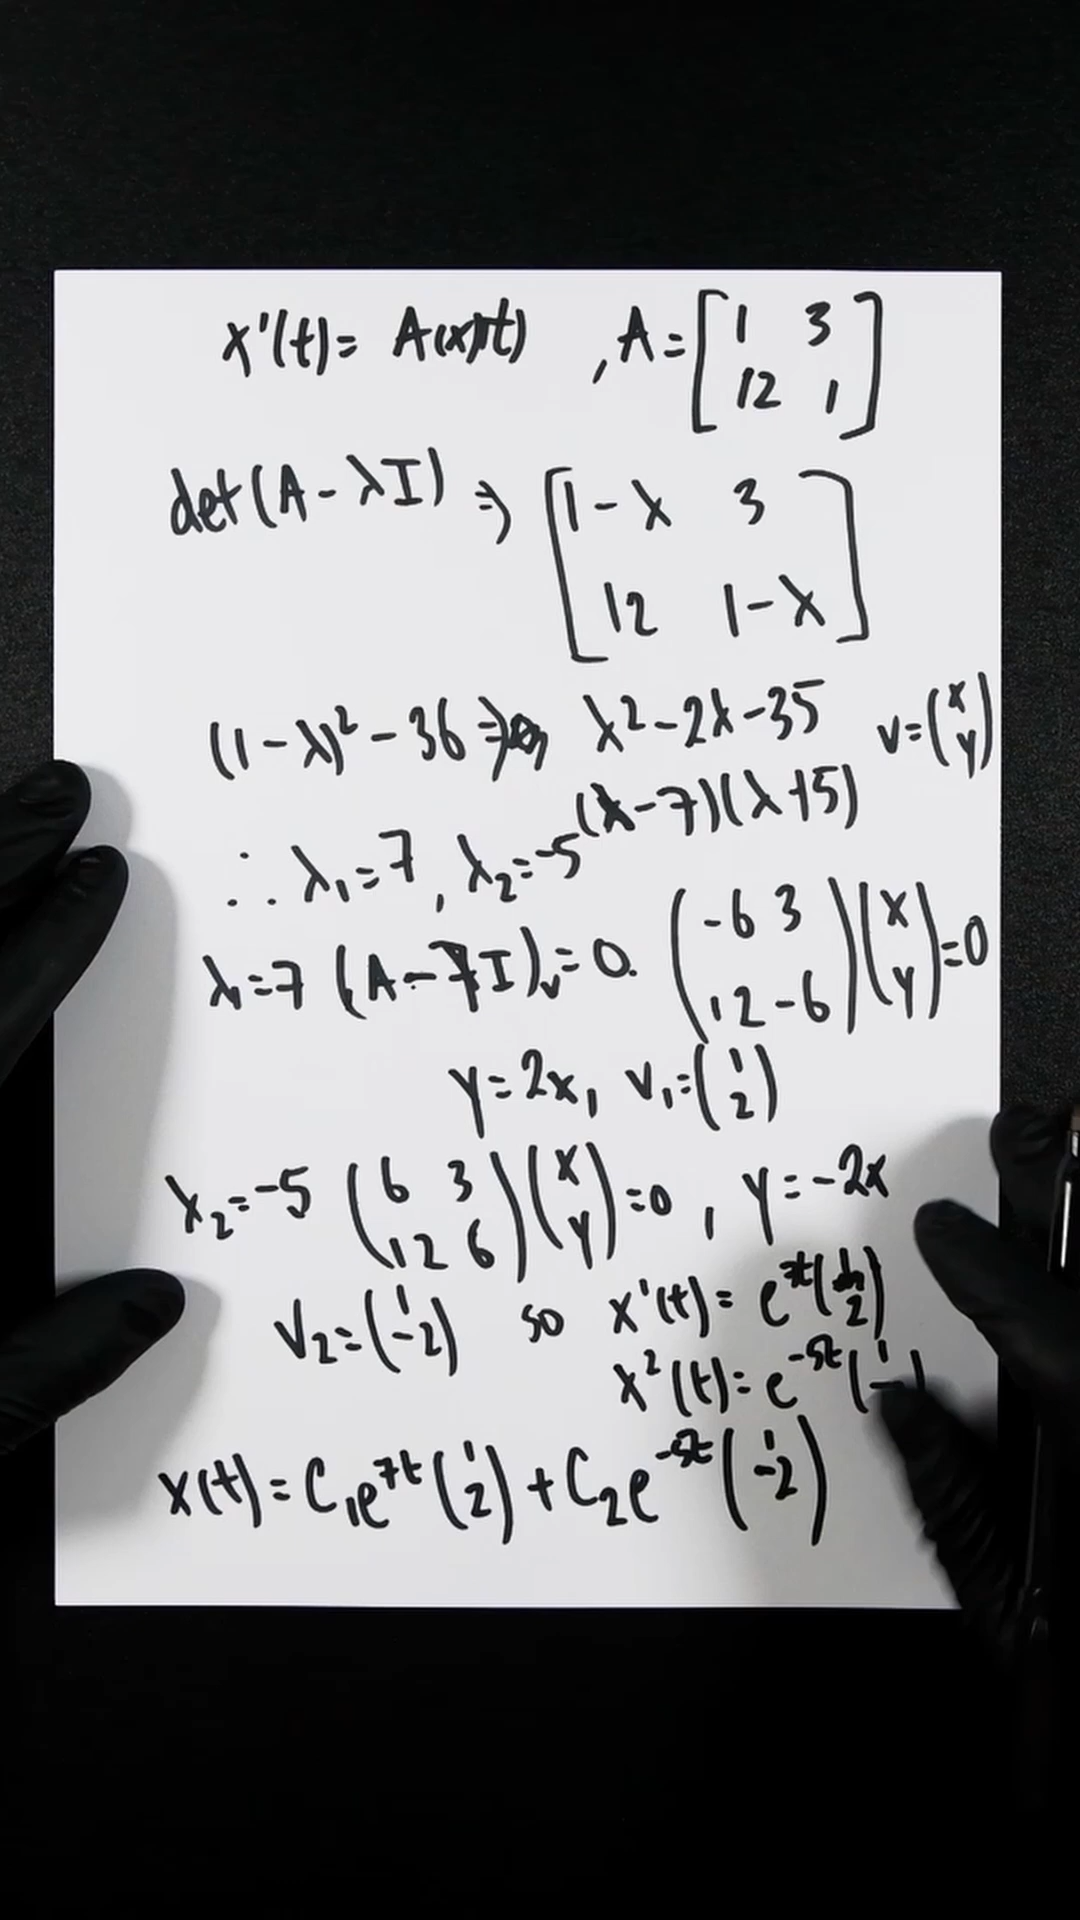 x'(t)= A(x)(t) , A=[1 3
12 1]
det(A-λI) ⇒ [1-λ 3
12 1-λ]
(1-λ)²-36 ⇒ λ²-2λ-35 v=(x
y)
(λ-7)(λ+5)
∴ λ₁=7, λ₂=-5
λ₁=7 (A-7I)v=0. (-6 3
12 -6)(x
y)=0
y=2x, v₁=(1
2)
λ₂=-5 (6 3
12 6)(x
y)=0, y=-2x
V₂=(1
-2) so x¹(t)= e^7t(1
2)
x²(t)= e^-5t(1
-
x(t)= C₁e^7t(1
2)+C₂e^-5t(1
-2)